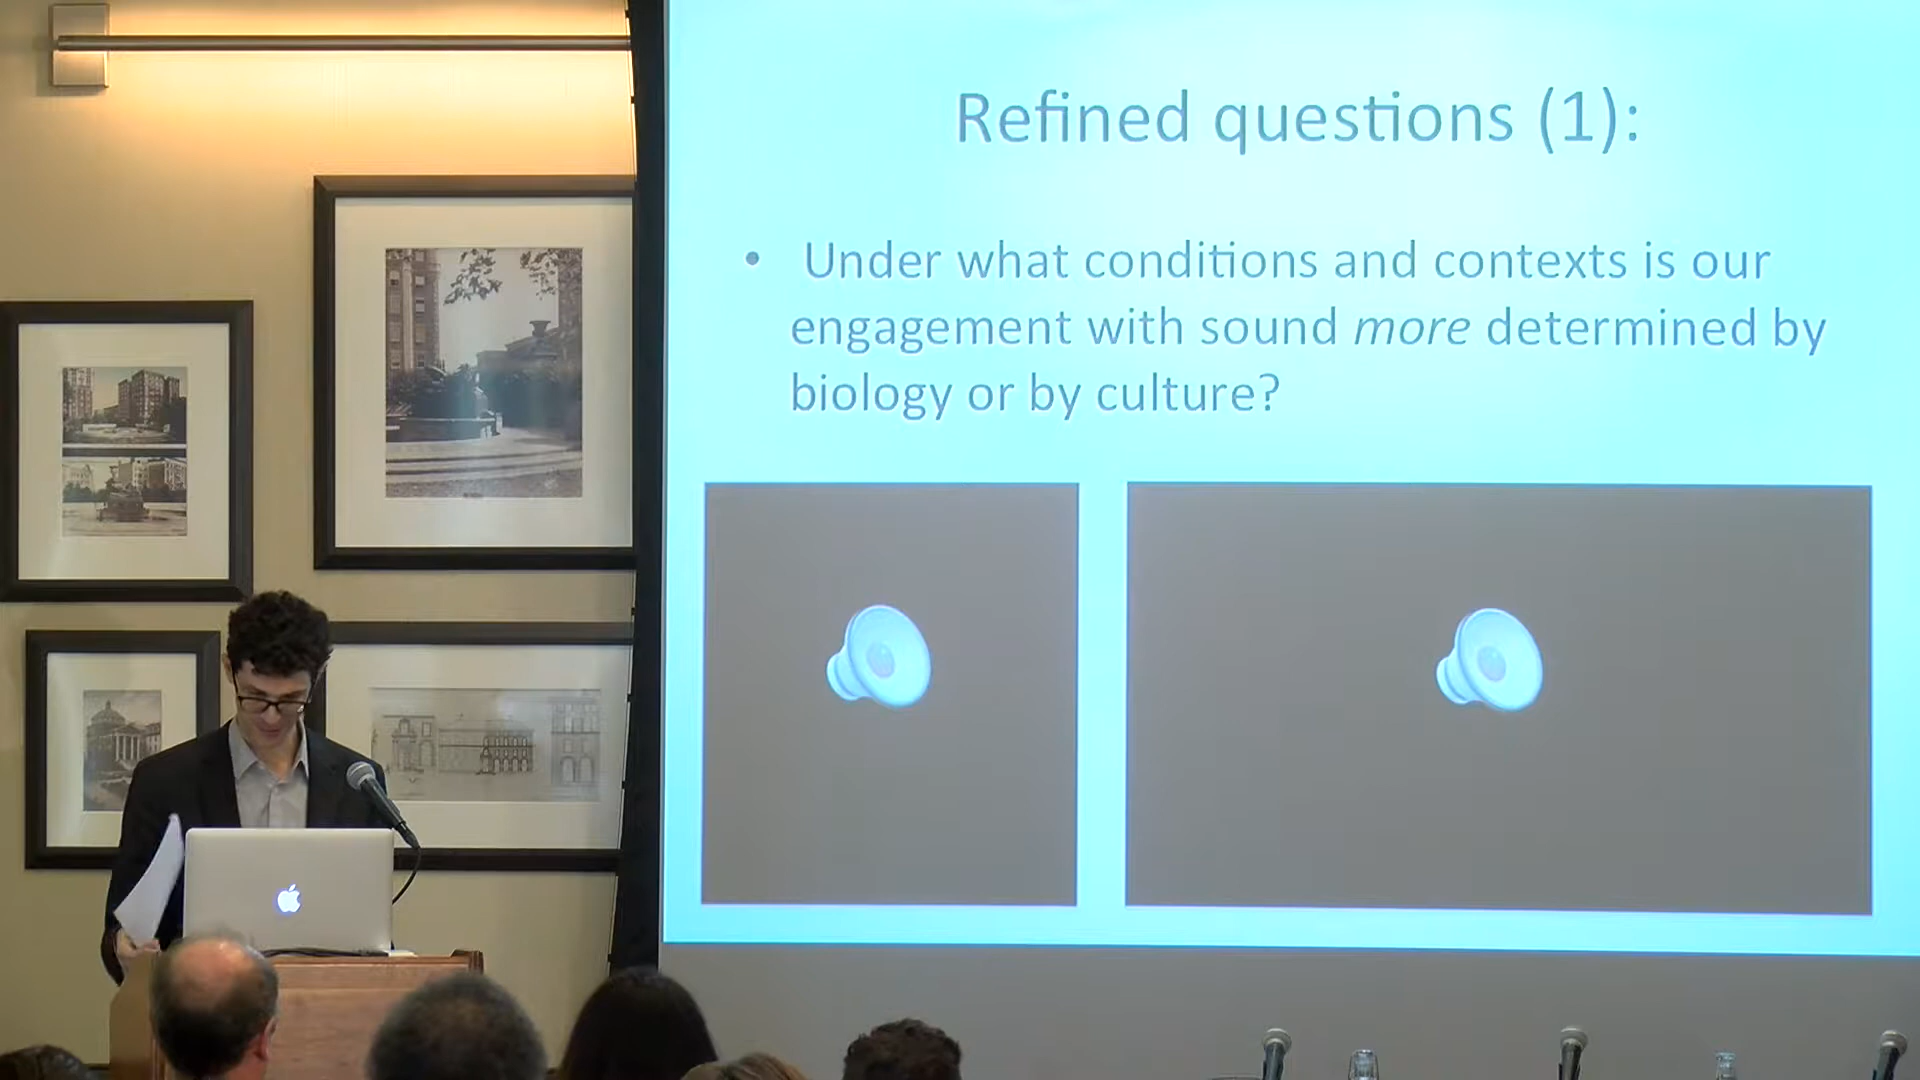 Refined questions (1):
• Under what conditions and contexts is our
engagement with sound more determined by
biology or by culture?